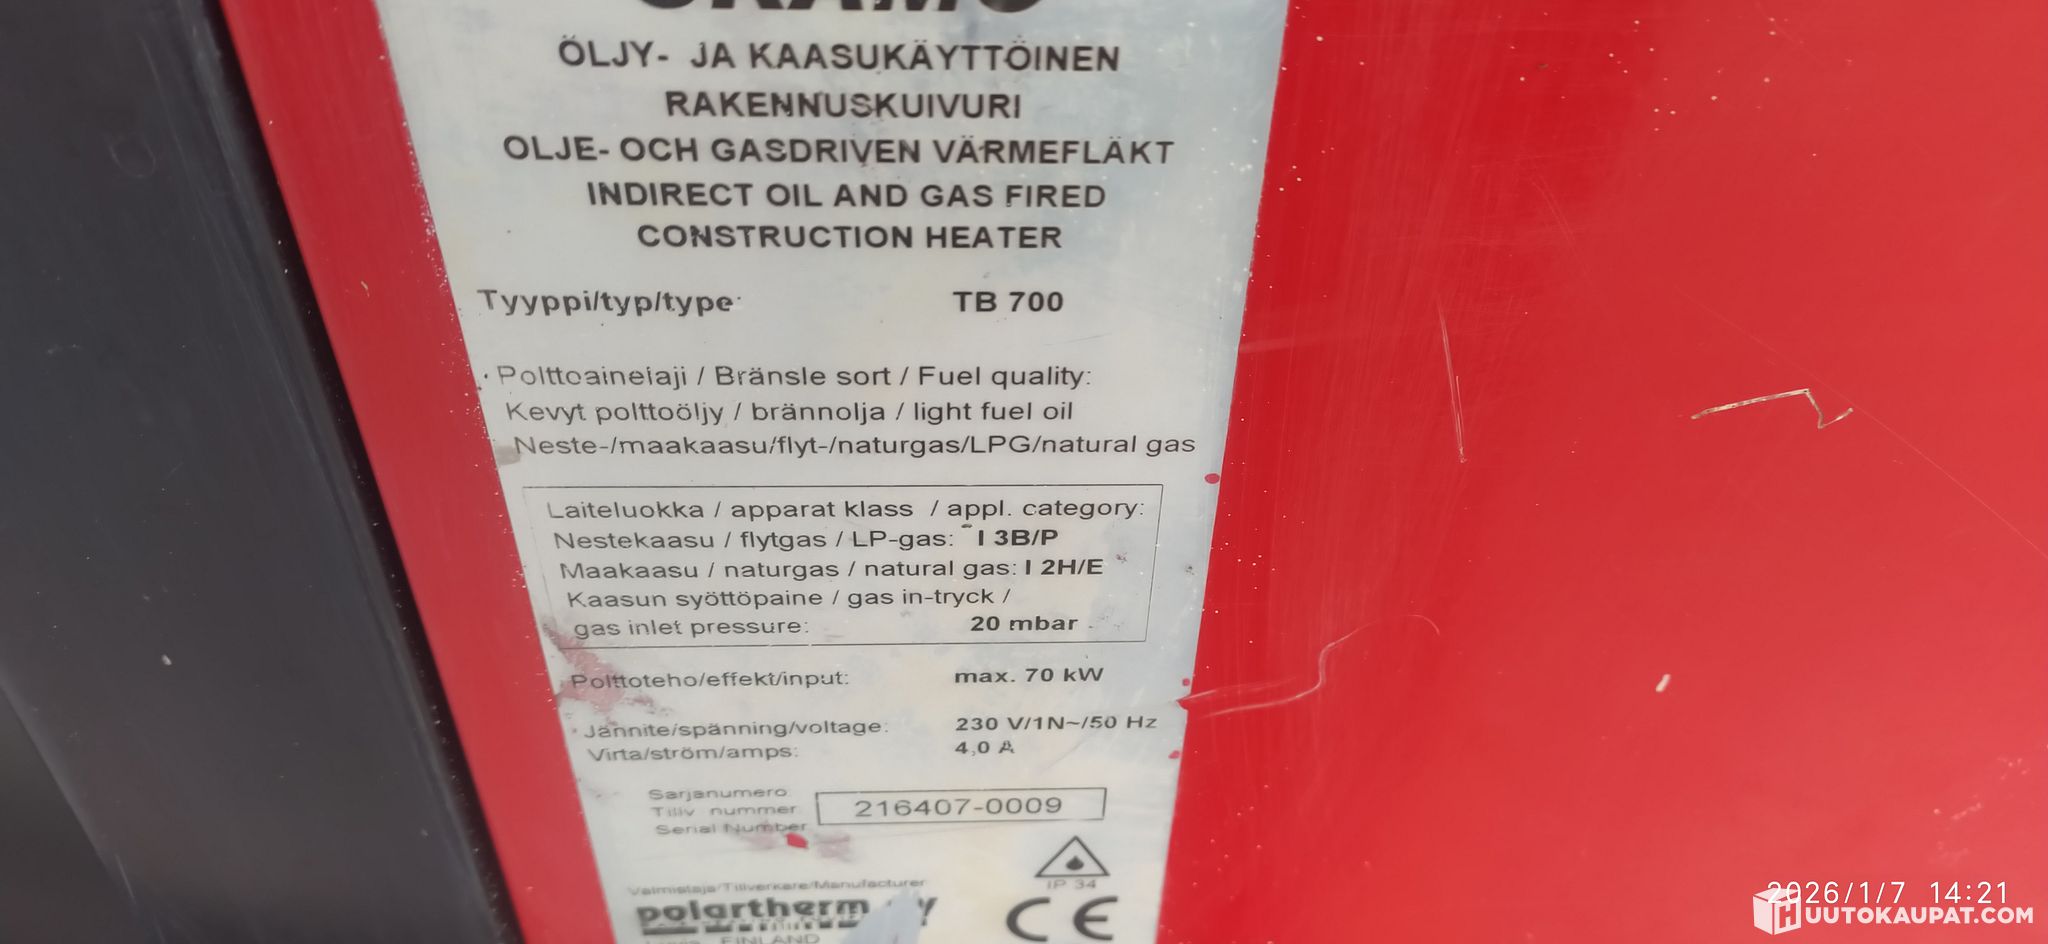 ÖLJY- JA KAASUKÄYTTÖINEN
RAKENNUSKUIVURI
OLJE- OCH GASDRIVEN VÄRMEFLÄKT
INDIRECT OIL AND GAS FIRED
CONSTRUCTION HEATER
Tyyppi/typ/type: TB 700
Polttoainelaji / Bränsle sort / Fuel quality:
Kevyt polttoöljy / brännolja / light fuel oil
Neste-/maakaasu/flyt-/naturgas/LPG/natural gas
Laiteluokka / apparat klass / appl. category:
Nestekaasu / flytgas / LP-gas: I 3B/P
Maakaasu / naturgas / natural gas: I 2H/E
Kaasun syöttöpaine / gas in-tryck /
gas inlet pressure: 20 mbar
Polttoteho/effekt/input: max. 70 kW
Jännite/spänning/voltage: 230 V/1N~/50 Hz
Virta/ström/amps: 4,0 A
Sarjanumero
Tillv nummer
Serial Number
216407-0009
IP 34
Valmistaja/Tillverkare/Manufacturer
polartherm
CE
FINLAND
2026/1/7 14:21
HUUTOKAUPAT.COM